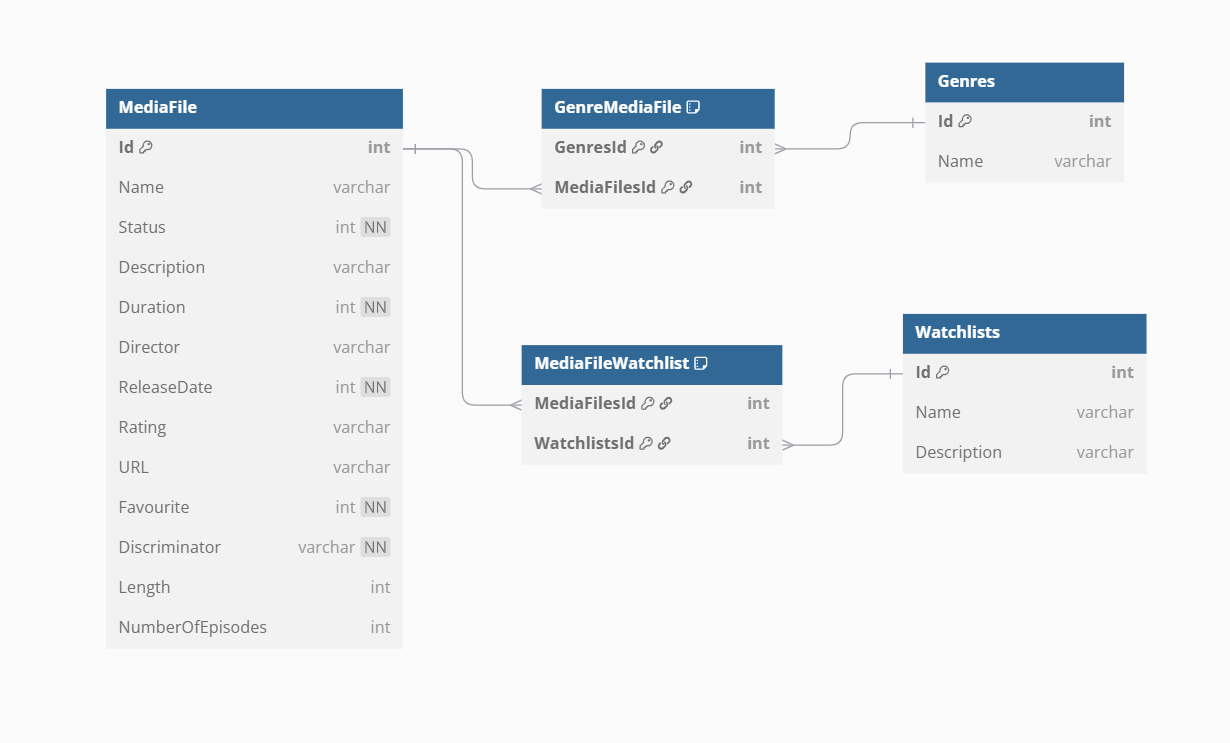 MediaFile
Id int
Name varchar
Status int NN
Description varchar
Duration int NN
Director varchar
ReleaseDate int NN
Rating varchar
URL varchar
Favourite int NN
Discriminator varchar NN
Length int
NumberOfEpisodes int
GenreMediaFile
GenresId int
MediaFilesId int
Genres
Id int
Name varchar
MediaFileWatchlist
MediaFilesId int
WatchlistsId int
Watchlists
Id int
Name varchar
Description varchar